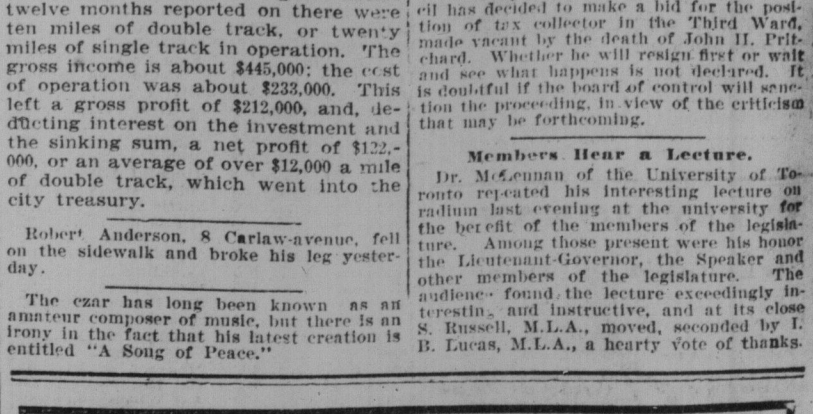 twelve months reported on there were
ten miles of double track, or twenty
miles of single track in operation. The
gross income is about $445,000; the cost
of operation was about $233,000. This
left a gross profit of $212,000, and, de-
ducting interest on the investment and
the sinking sum, a net profit of $122,-
000, or an average of over $12,000 a mile
of double track, which went into the
city treasury.
Robert Anderson, 8 Carlaw-avenue, fell
on the sidewalk and broke his leg yester-
day.
The czar has long been known as an
amateur composer of music, but there is an
irony in the fact that his latest creation is
entitled "A Song of Peace."
cil has decided to make a bid for the posi-
tion of tax collector in the Third Ward,
made vacant by the death of John H. Prit-
chard. Whether he will resign first or wait
and see what happens is not declared. It
is doubtful if the board of control will sanc-
tion the proceeding, in view of the criticism
that may be forthcoming.
Members Hear a Lecture.
Dr. McLennan of the University of To-
ronto repeated his interesting lecture on
radium last evening at the university for
the benefit of the members of the legisla-
ture. Among those present were his honor
the Lieutenant-Governor, the Speaker and
other members of the legislature. The
audience found the lecture exceedingly in-
teresting and instructive, and at its close
S. Russell, M.L.A., moved, seconded by I.
B. Lucas, M.L.A., a hearty vote of thanks.